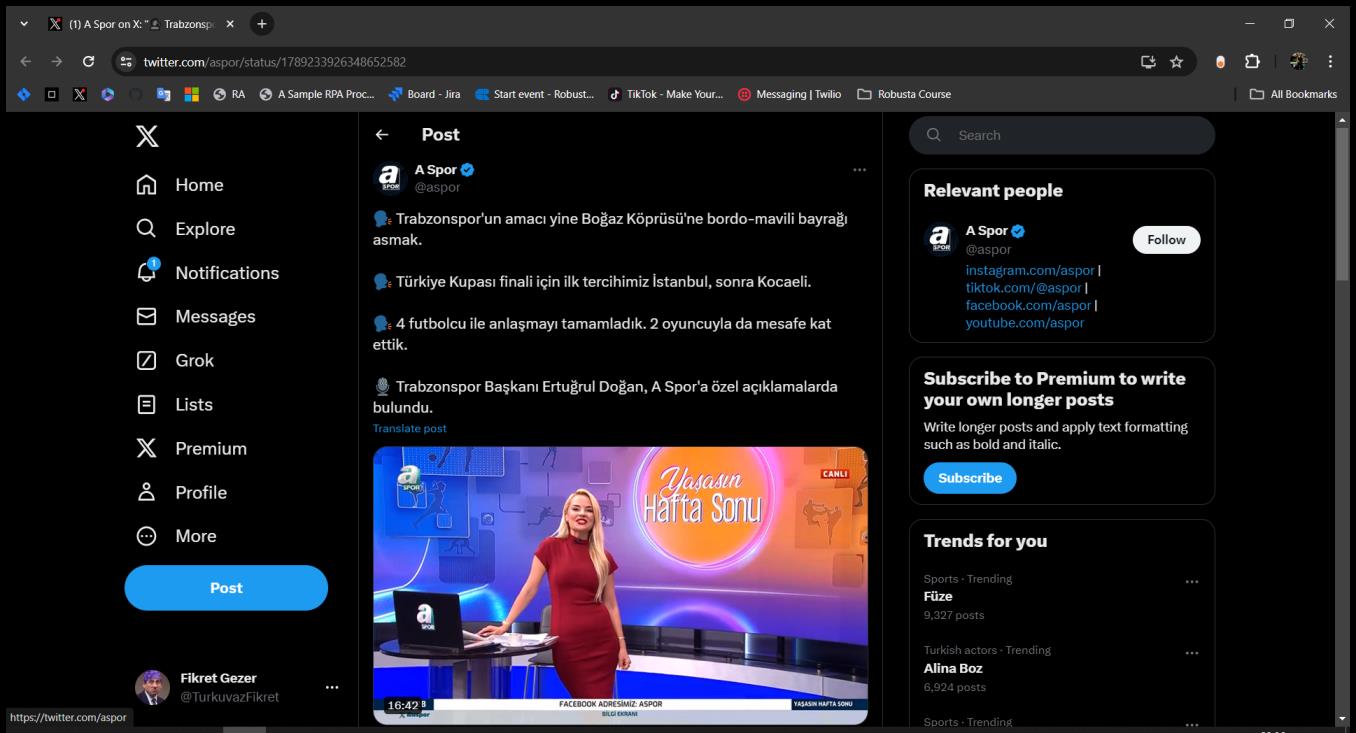 (1) A Spor on X: " Trabzonsp
twitter.com/aspor/status/1789233926348652582
RA
A Sample RPA Proc...
Board - Jira
Start event - Robust...
TikTok - Make Your...
Messaging | Twilio
Robusta Course
All Bookmarks
Home
Explore
1
Notifications
Messages
Grok
Lists
Premium
Profile
More
Post
Fikret Gezer
@TurkuvazFikret
https://twitter.com/aspor
Post
A Spor
@aspor
Trabzonspor'un amacı yine Boğaz Köprüsü'ne bordo-mavili bayrağı
asmak.
Türkiye Kupası finali için ilk tercihimiz İstanbul, sonra Kocaeli.
4 futbolcu ile anlaşmayı tamamladık. 2 oyuncuyla da mesafe kat
ettik.
Trabzonspor Başkanı Ertuğrul Doğan, A Spor'a özel açıklamalarda
bulundu.
Translate post
a SPOR
Yaşasın
Hafta Sonu
CANLI
a SPOR
16:42
FACEBOOK ADRESİMİZ: ASPOR
YAŞASIN HAFTA SONU
BİLGİ EKRANI
Search
Relevant people
A Spor
@aspor
Follow
instagram.com/aspor |
tiktok.com/@aspor |
facebook.com/aspor |
youtube.com/aspor
Subscribe to Premium to write
your own longer posts
Write longer posts and apply text formatting
such as bold and italic.
Subscribe
Trends for you
Sports · Trending
Füze
9,327 posts
Turkish actors · Trending
Alina Boz
6,924 posts
Sports · Trending